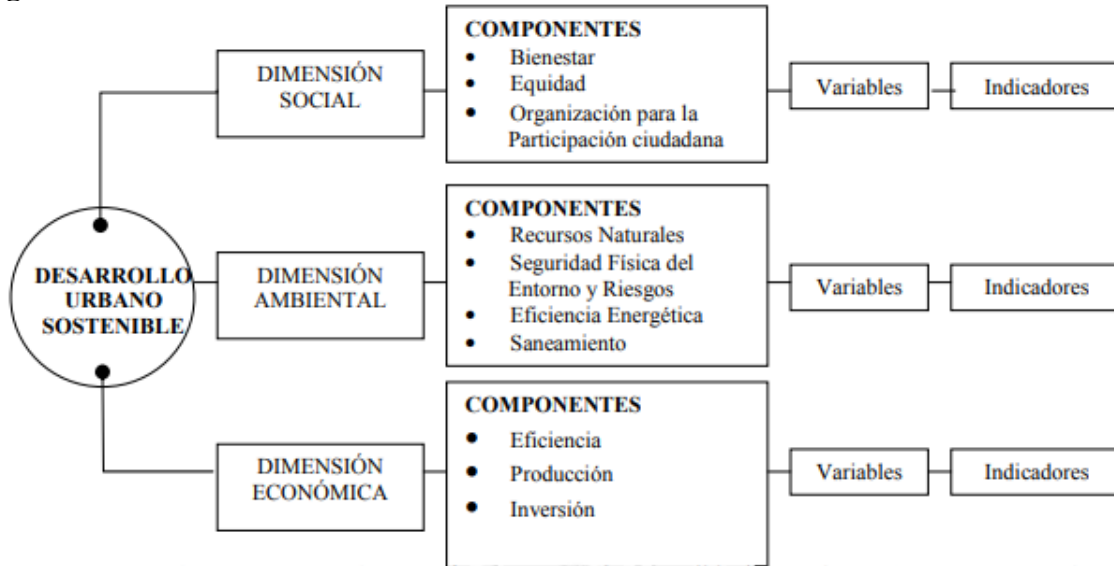 DESARROLLO
URBANO
SOSTENIBLE
DIMENSIÓN
SOCIAL
COMPONENTES
• Bienestar
• Equidad
• Organización para la
Participación ciudadana
Variables
Indicadores
DIMENSIÓN
AMBIENTAL
COMPONENTES
• Recursos Naturales
• Seguridad Física del
Entorno y Riesgos
• Eficiencia Energética
• Saneamiento
Variables
Indicadores
DIMENSIÓN
ECONÓMICA
COMPONENTES
• Eficiencia
• Producción
• Inversión
Variables
Indicadores